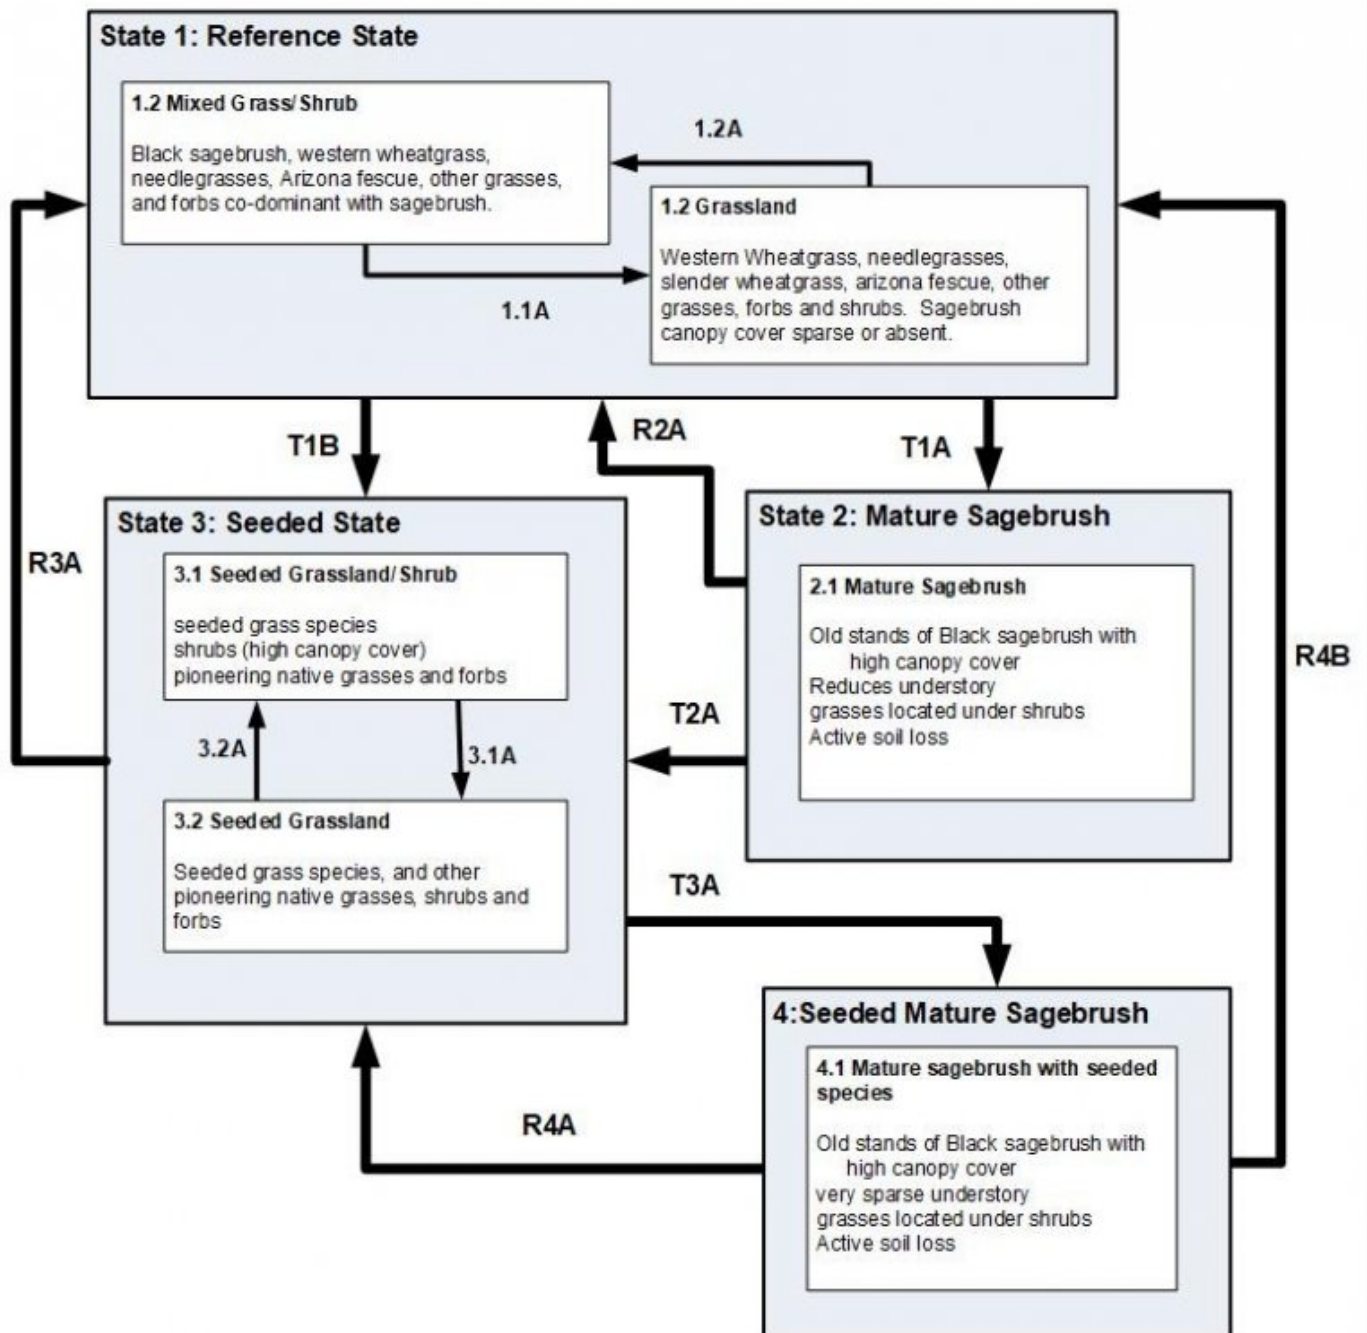 State 1: Reference State
1.2 Mixed Grass/Shrub
Black sagebrush, western wheatgrass,
needlegrasses, Arizona fescue, other grasses,
and forbs co-dominant with sagebrush.
1.2A
1.2 Grassland
Western Wheatgrass, needlegrasses,
slender wheatgrass, arizona fescue, other
grasses, forbs and shrubs. Sagebrush
canopy cover sparse or absent.
1.1A
T1B
R2A
T1A
State 3: Seeded State
3.1 Seeded Grassland/Shrub
seeded grass species
shrubs (high canopy cover)
pioneering native grasses and forbs
3.2A
3.1A
3.2 Seeded Grassland
Seeded grass species, and other
pioneering native grasses, shrubs and
forbs
R3A
State 2: Mature Sagebrush
2.1 Mature Sagebrush
Old stands of Black sagebrush with
high canopy cover
Reduces understory
grasses located under shrubs
Active soil loss
T2A
R4B
T3A
4:Seeded Mature Sagebrush
4.1 Mature sagebrush with seeded
species
Old stands of Black sagebrush with
high canopy cover
very sparse understory
grasses located under shrubs
Active soil loss
R4A